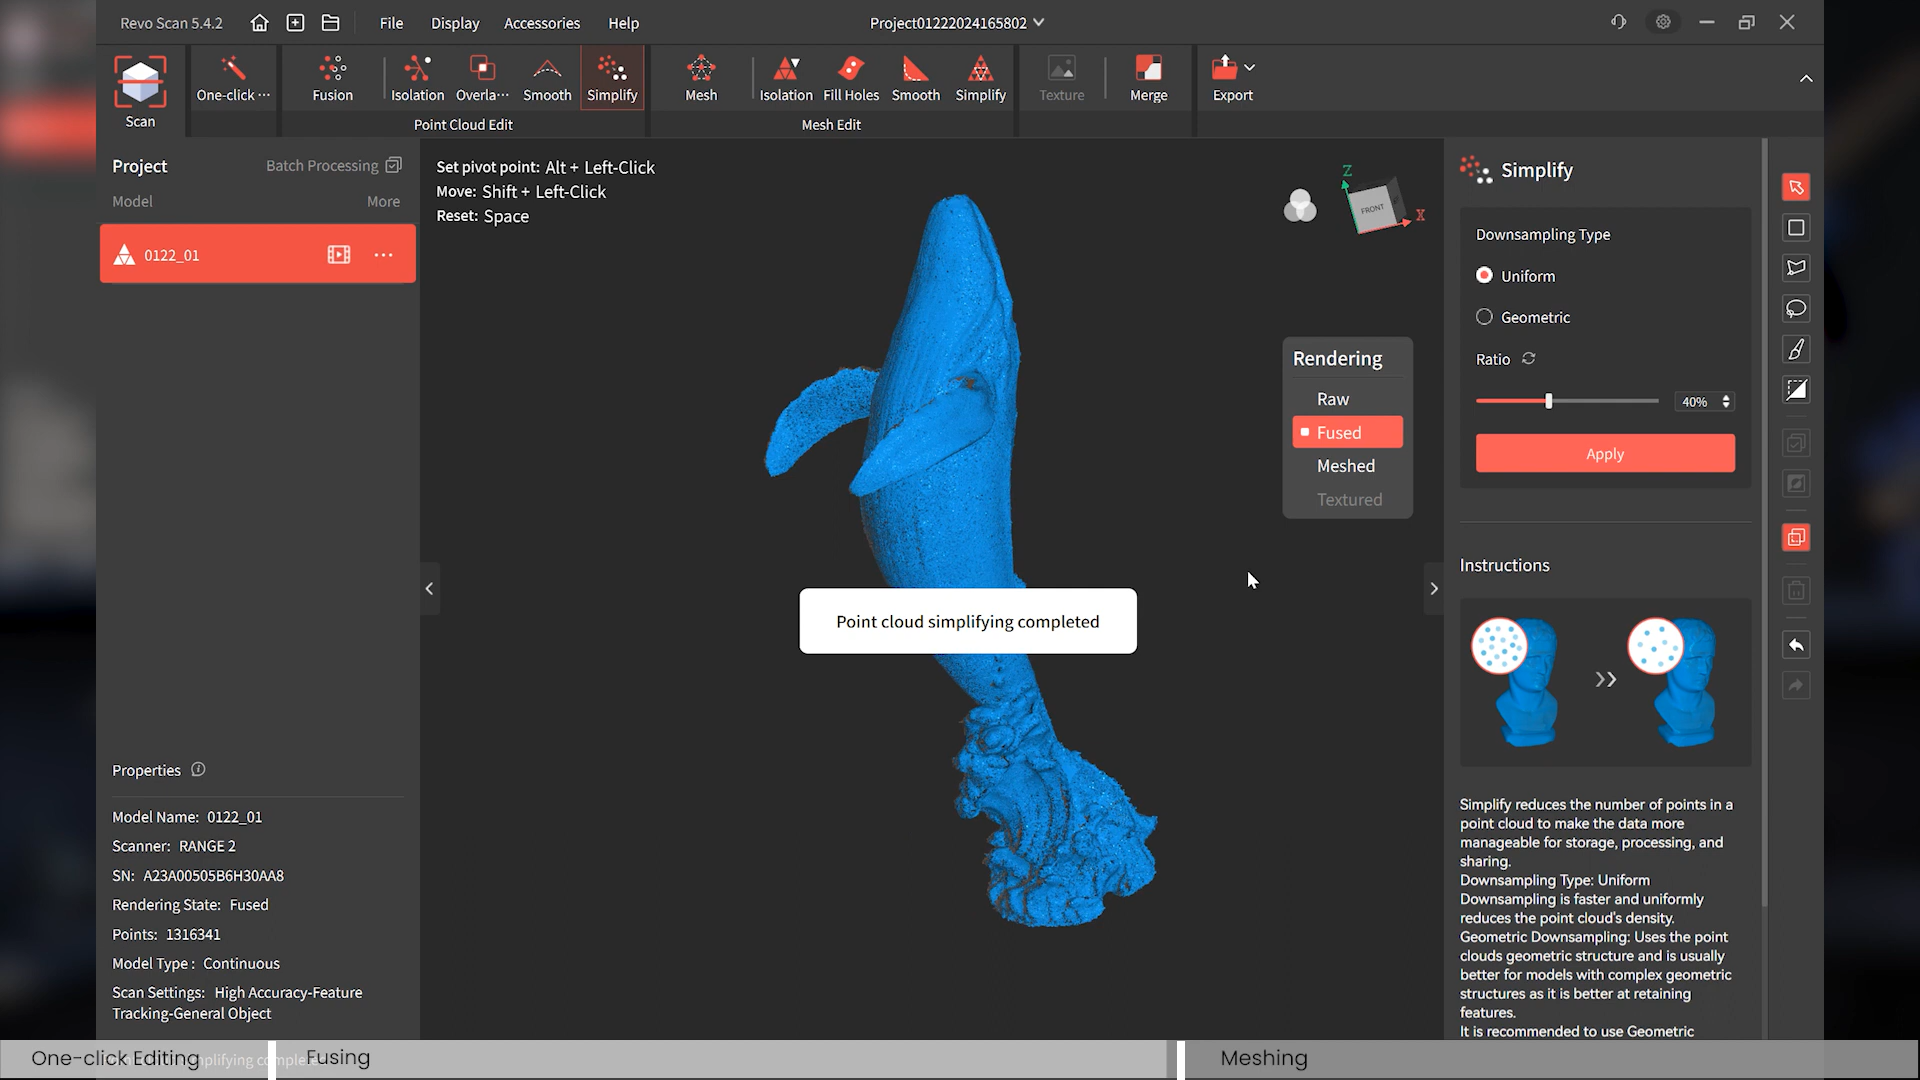 Revo Scan 5.4.2
File
Display
Accessories
Help
Project01222024165802
Scan
One-click ···
Fusion
Isolation
Overla···
Smooth
Simplify
Mesh
Isolation
Fill Holes
Smooth
Simplify
Texture
Merge
Export
Point Cloud Edit
Mesh Edit
Project
Batch Processing
Model
More
0122_01
Set pivot point: Alt + Left-Click
Move: Shift + Left-Click
Reset: Space
Z
FRONT
X
Rendering
Raw
Fused
Meshed
Textured
Point cloud simplifying completed
Simplify
Downsampling Type
Uniform
Geometric
Ratio
40%
Apply
Instructions
Simplify reduces the number of points in a
point cloud to make the data more
manageable for storage, processing, and
sharing.
Downsampling Type: Uniform
Downsampling is faster and uniformly
reduces the point cloud's density.
Geometric Downsampling: Uses the point
clouds geometric structure and is usually
better for models with complex geometric
structures as it is better at retaining
features.
It is recommended to use Geometric
Properties
Model Name: 0122_01
Scanner: RANGE 2
SN: A23A00505B6H30AA8
Rendering State: Fused
Points: 1316341
Model Type : Continuous
Scan Settings: High Accuracy-Feature
Tracking-General Object
One-click Editing
Fusing
Meshing